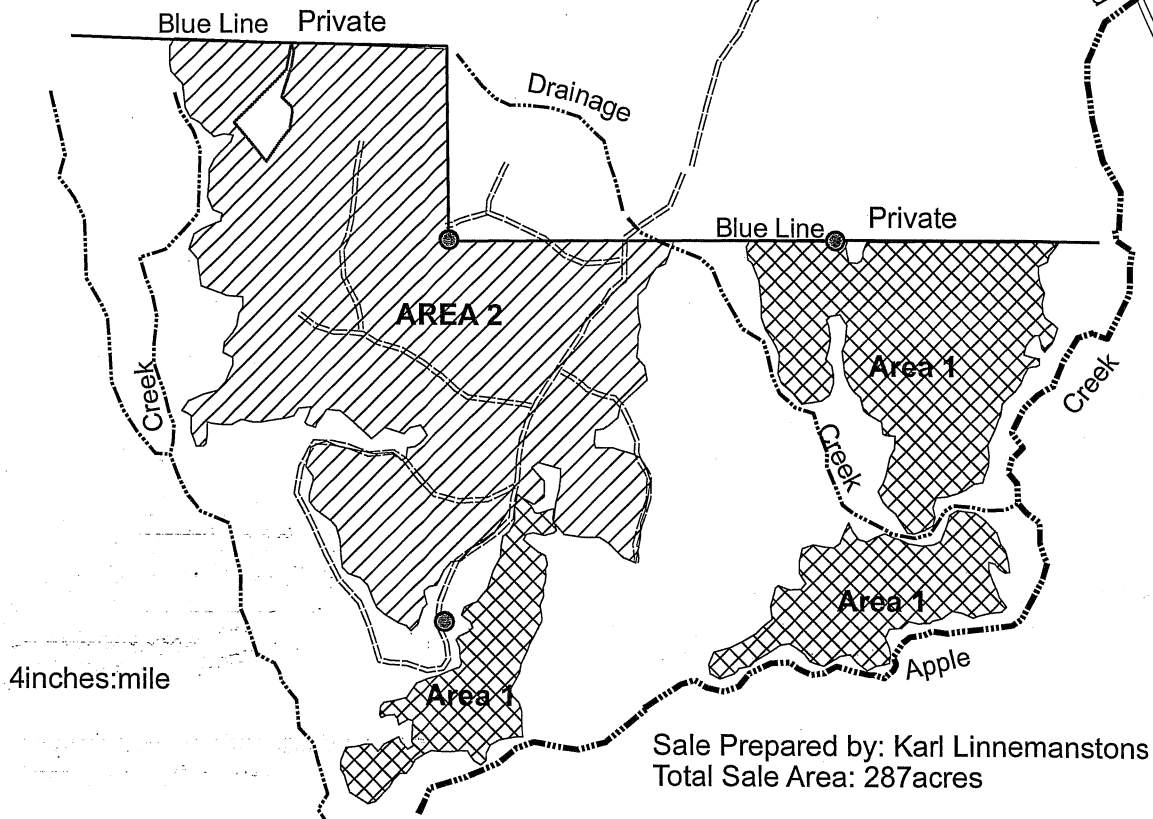 Blue Line Private
Drainage
Blue Line
Private
AREA 2
Area 1
Creek
Creek
Creek
Area 1
Apple
Area 1
4inches:mile
Sale Prepared by: Karl Linnemanstons
Total Sale Area: 287acres